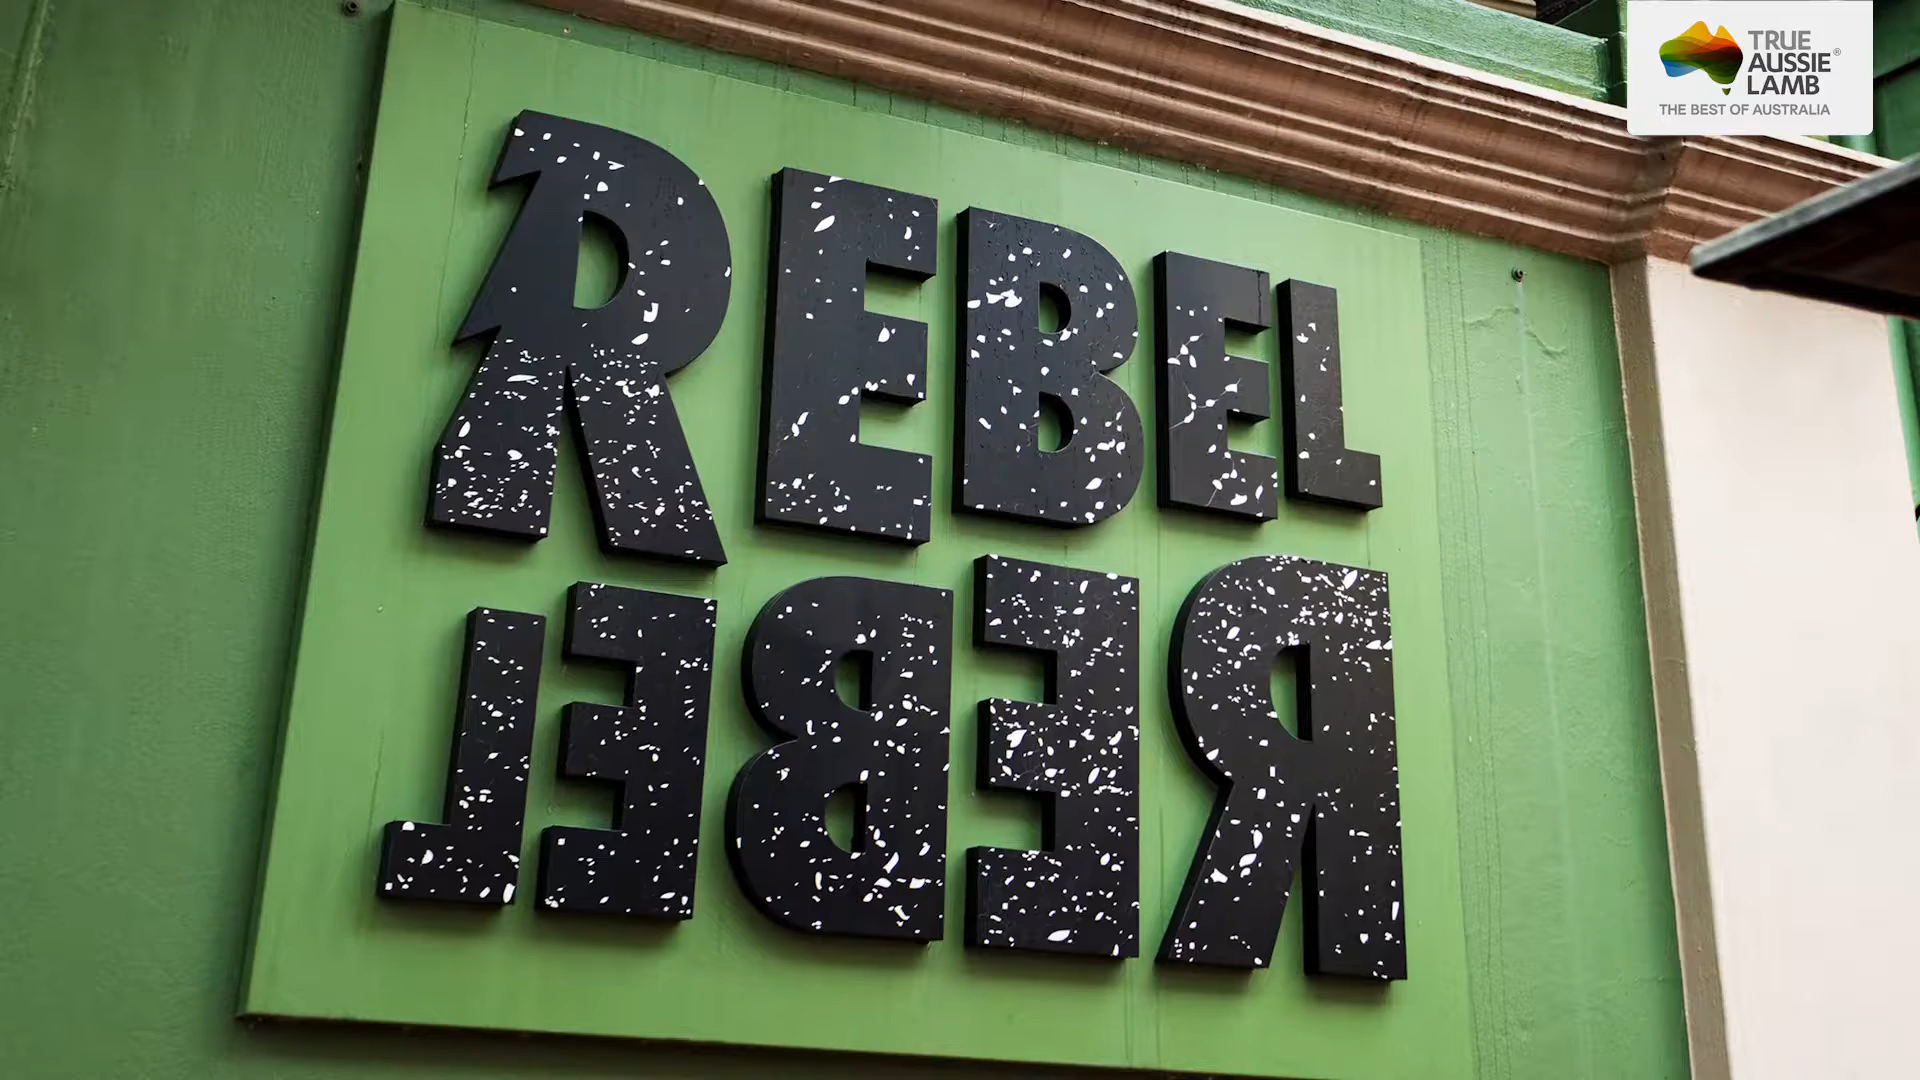 REBEL
REBEL
TRUE
AUSSIE®
LAMB
THE BEST OF AUSTRALIA